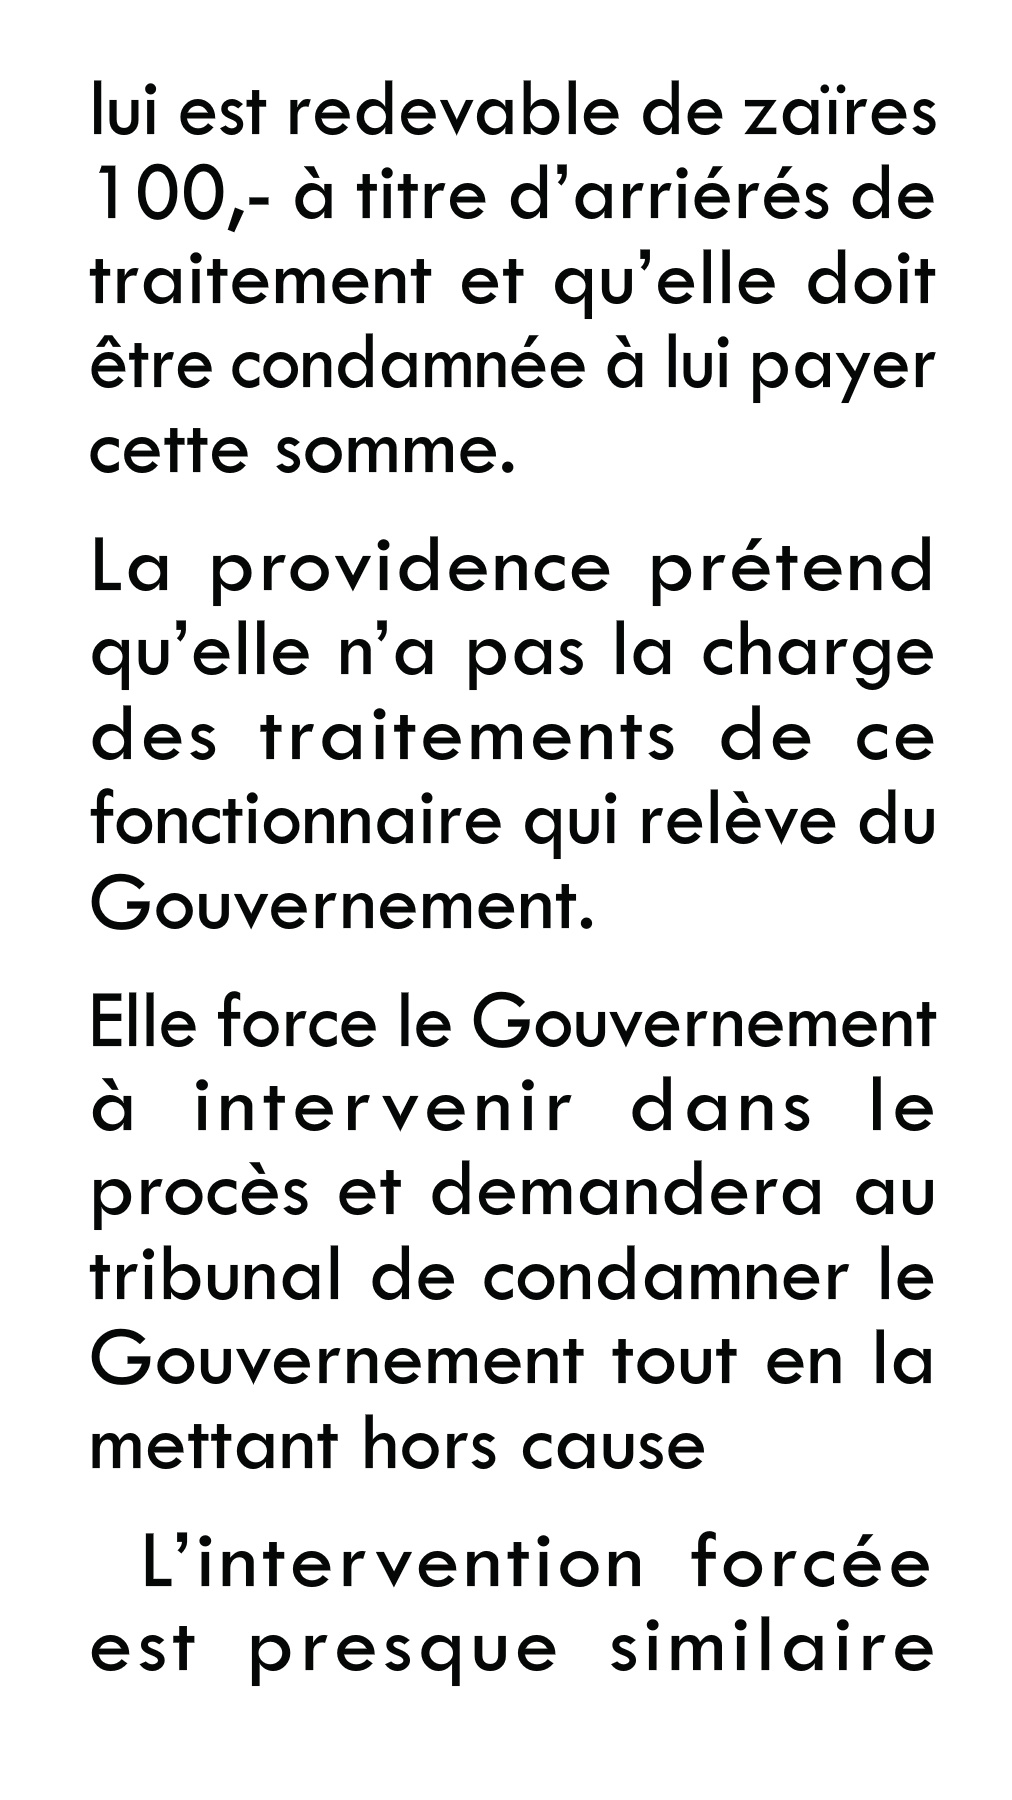 lui est redevable de zaïres
100,- à titre d’arriérés de
traitement et qu’elle doit
être condamnée à lui payer
cette somme.
La providence prétend
qu’elle n’a pas la charge
des traitements de ce
fonctionnaire qui relève du
Gouvernement.
Elle force le Gouvernement
à intervenir dans le
procès et demandera au
tribunal de condamner le
Gouvernement tout en la
mettant hors cause
L’intervention forcée
est presque similaire